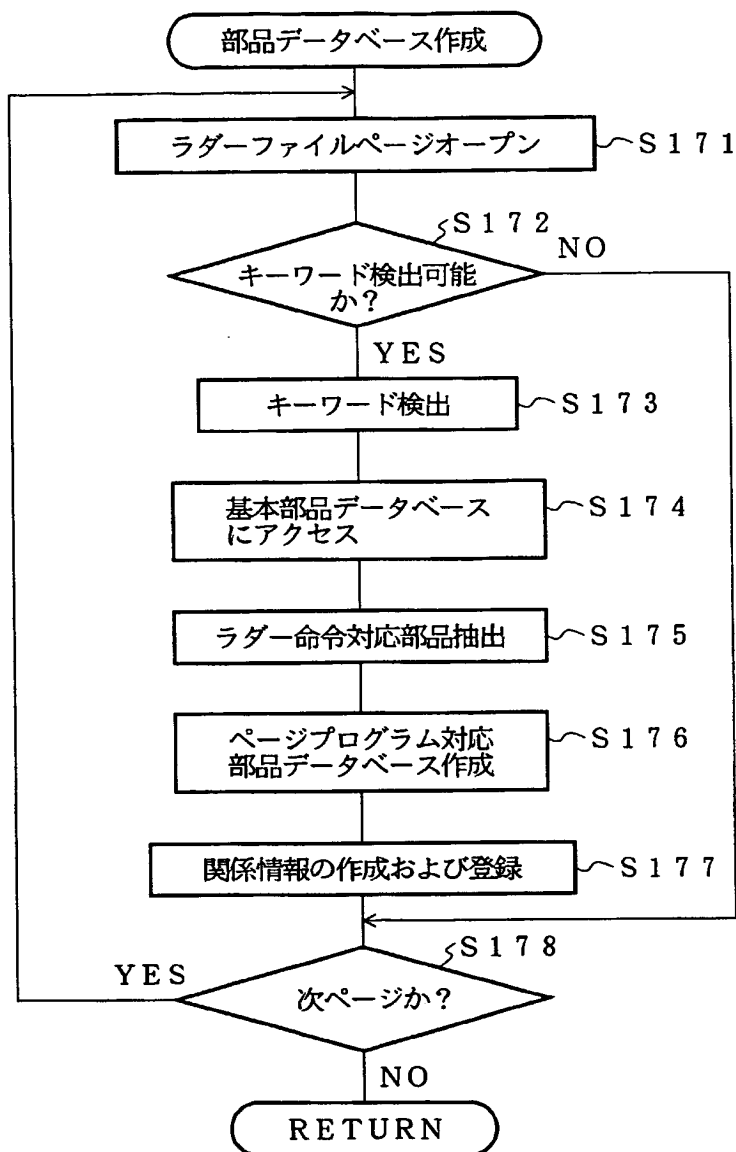 部品データベース作成
ラダーファイルページオープン
S171
S172
NO
キーワード検出可能
か？
YES
キーワード検出
S173
基本部品データベース
にアクセス
S174
ラダー命令対応部品抽出
S175
ページプログラム対応
部品データベース作成
S176
関係情報の作成および登録
S177
S178
YES
次ページか？
NO
RETURN